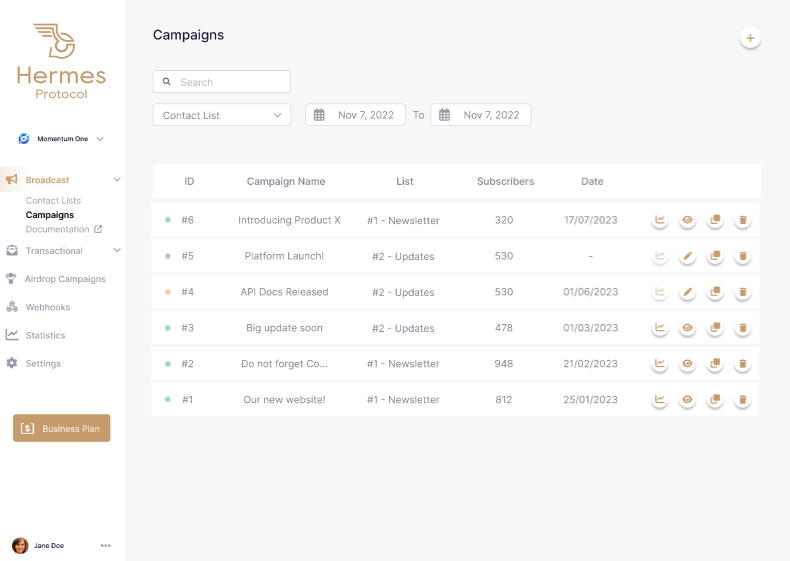 Hermes
Protocol
Momentum One
Broadcast
Contact Lists
Campaigns
Documentation
Transactional
Airdrop Campaigns
Webhooks
Statistics
Settings
Business Plan
Jane Doe
Campaigns
Search
Contact List
Nov 7, 2022 To Nov 7, 2022
ID Campaign Name List Subscribers Date
#6 Introducing Product X #1 - Newsletter 320 17/07/2023
#5 Platform Launch! #2 - Updates 530 -
#4 API Docs Released #2 - Updates 530 01/06/2023
#3 Big update soon #2 - Updates 478 01/03/2023
#2 Do not forget Co... #1 - Newsletter 948 21/02/2023
#1 Our new website! #1 - Newsletter 812 25/01/2023